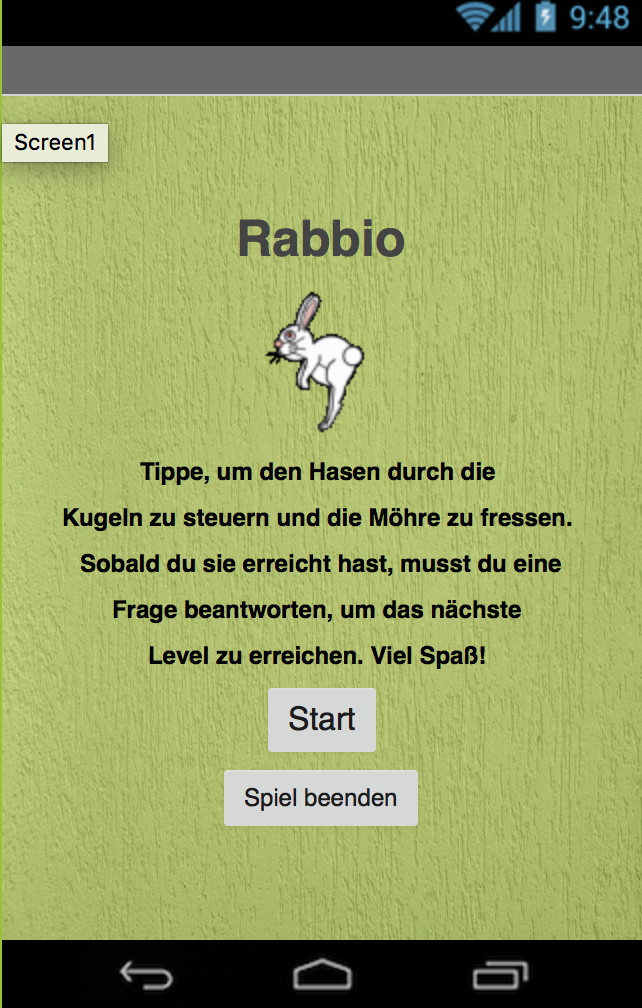 9:48
Screen1
Rabbio
Tippe, um den Hasen durch die
Kugeln zu steuern und die Möhre zu fressen.
Sobald du sie erreicht hast, musst du eine
Frage beantworten, um das nächste
Level zu erreichen. Viel Spaß!
Start
Spiel beenden